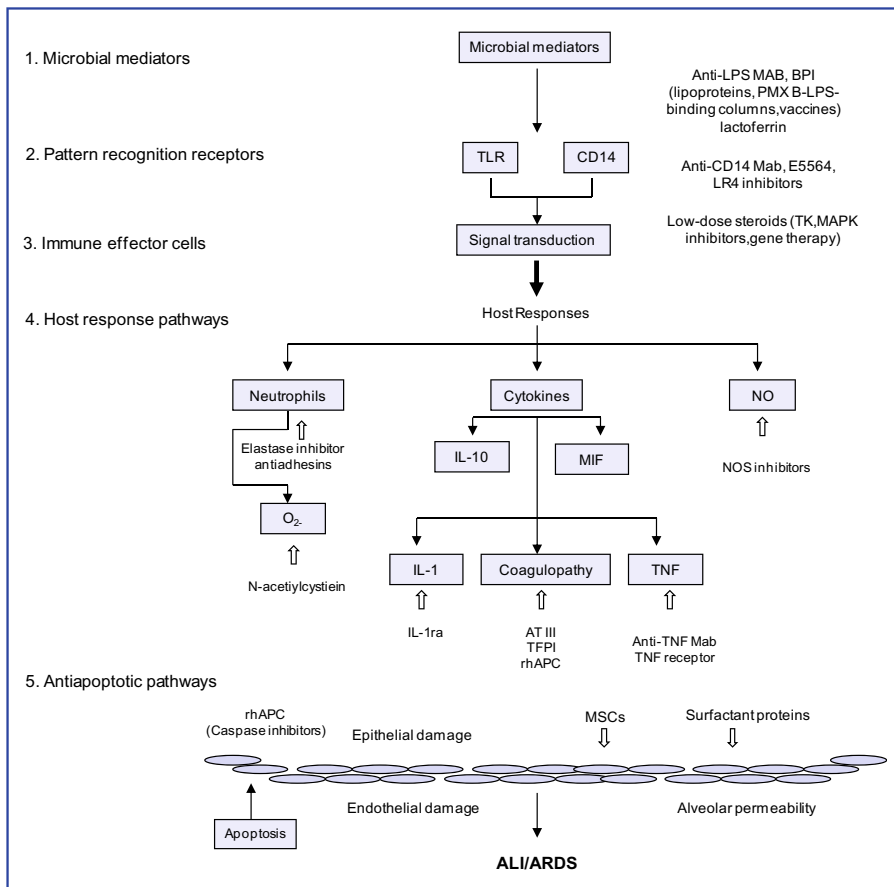 1. Microbial mediators
Microbial mediators
Anti-LPS MAB, BPI
(lipoproteins, PMX B-LPS-
binding columns,vaccines)
lactoferrin
2. Pattern recognition receptors
TLR
CD14
Anti-CD14 Mab, E5564,
LR4 inhibitors
3. Immune effector cells
Signal transduction
Low-dose steroids (TK,MAPK
inhibitors,gene therapy)
4. Host response pathways
Host Responses
Neutrophils
Cytokines
NO
Elastase inhibitor
antiadhesins
IL-10
MIF
NOS inhibitors
O2-
N-acetiylcystiein
IL-1
Coagulopathy
TNF
IL-1ra
AT III
TFPI
rhAPC
Anti-TNF Mab
TNF receptor
5. Antiapoptotic pathways
rhAPC
(Caspase inhibitors)
Epithelial damage
MSCs
Surfactant proteins
Endothelial damage
Alveolar permeability
Apoptosis
ALI/ARDS